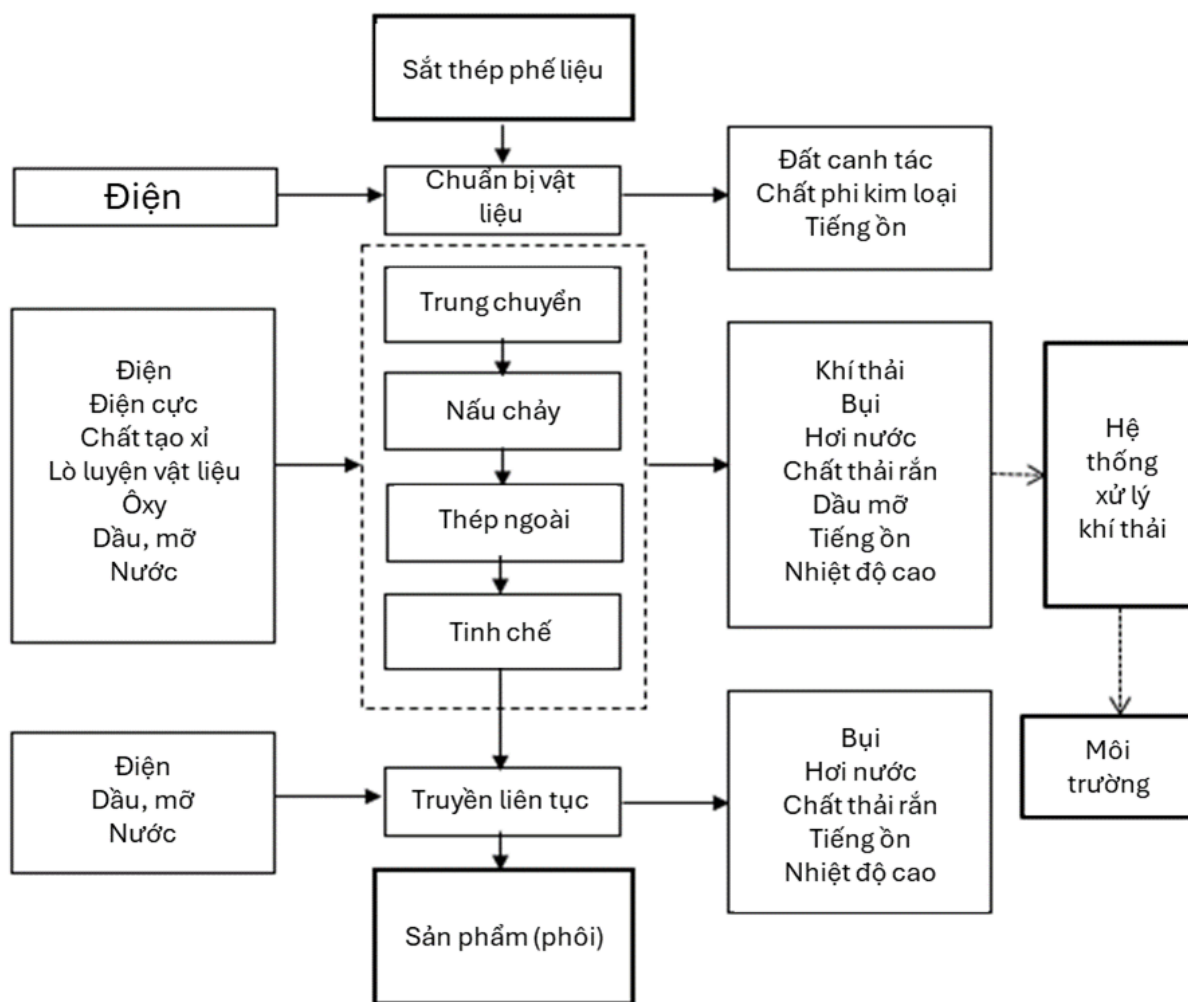 Sắt thép phế liệu
Điện
Chuẩn bị vật
liệu
Đất canh tác
Chất phi kim loại
Tiếng ồn
Điện
Điện cực
Chất tạo xỉ
Lò luyện vật liệu
Ôxy
Dầu, mỡ
Nước
Trung chuyển
Nấu chảy
Thép ngoài
Tinh chế
Khí thải
Bụi
Hơi nước
Chất thải rắn
Dầu mỡ
Tiếng ồn
Nhiệt độ cao
Hệ
thống
xử lý
khí thải
Điện
Dầu, mỡ
Nước
Truyền liên tục
Bụi
Hơi nước
Chất thải rắn
Tiếng ồn
Nhiệt độ cao
Môi
trường
Sản phẩm (phôi)